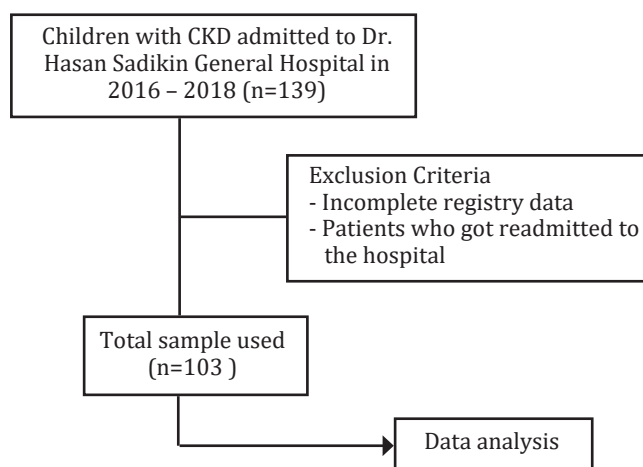 Children with CKD admitted to Dr.
Hasan Sadikin General Hospital in
2016 – 2018 (n=139)
Exclusion Criteria
- Incomplete registry data
- Patients who got readmitted to
the hospital
Total sample used
(n=103 )
Data analysis